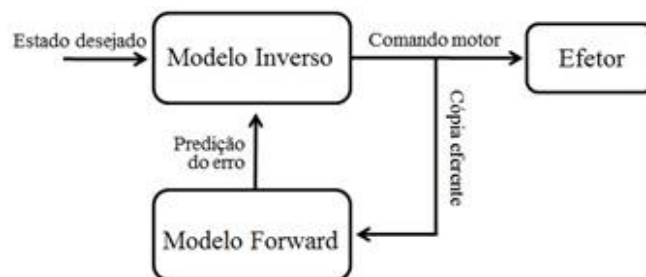 Estado desejado
Modelo Inverso
Comando motor
Efetor
Cópia eferente
Predição
do erro
Modelo Forward